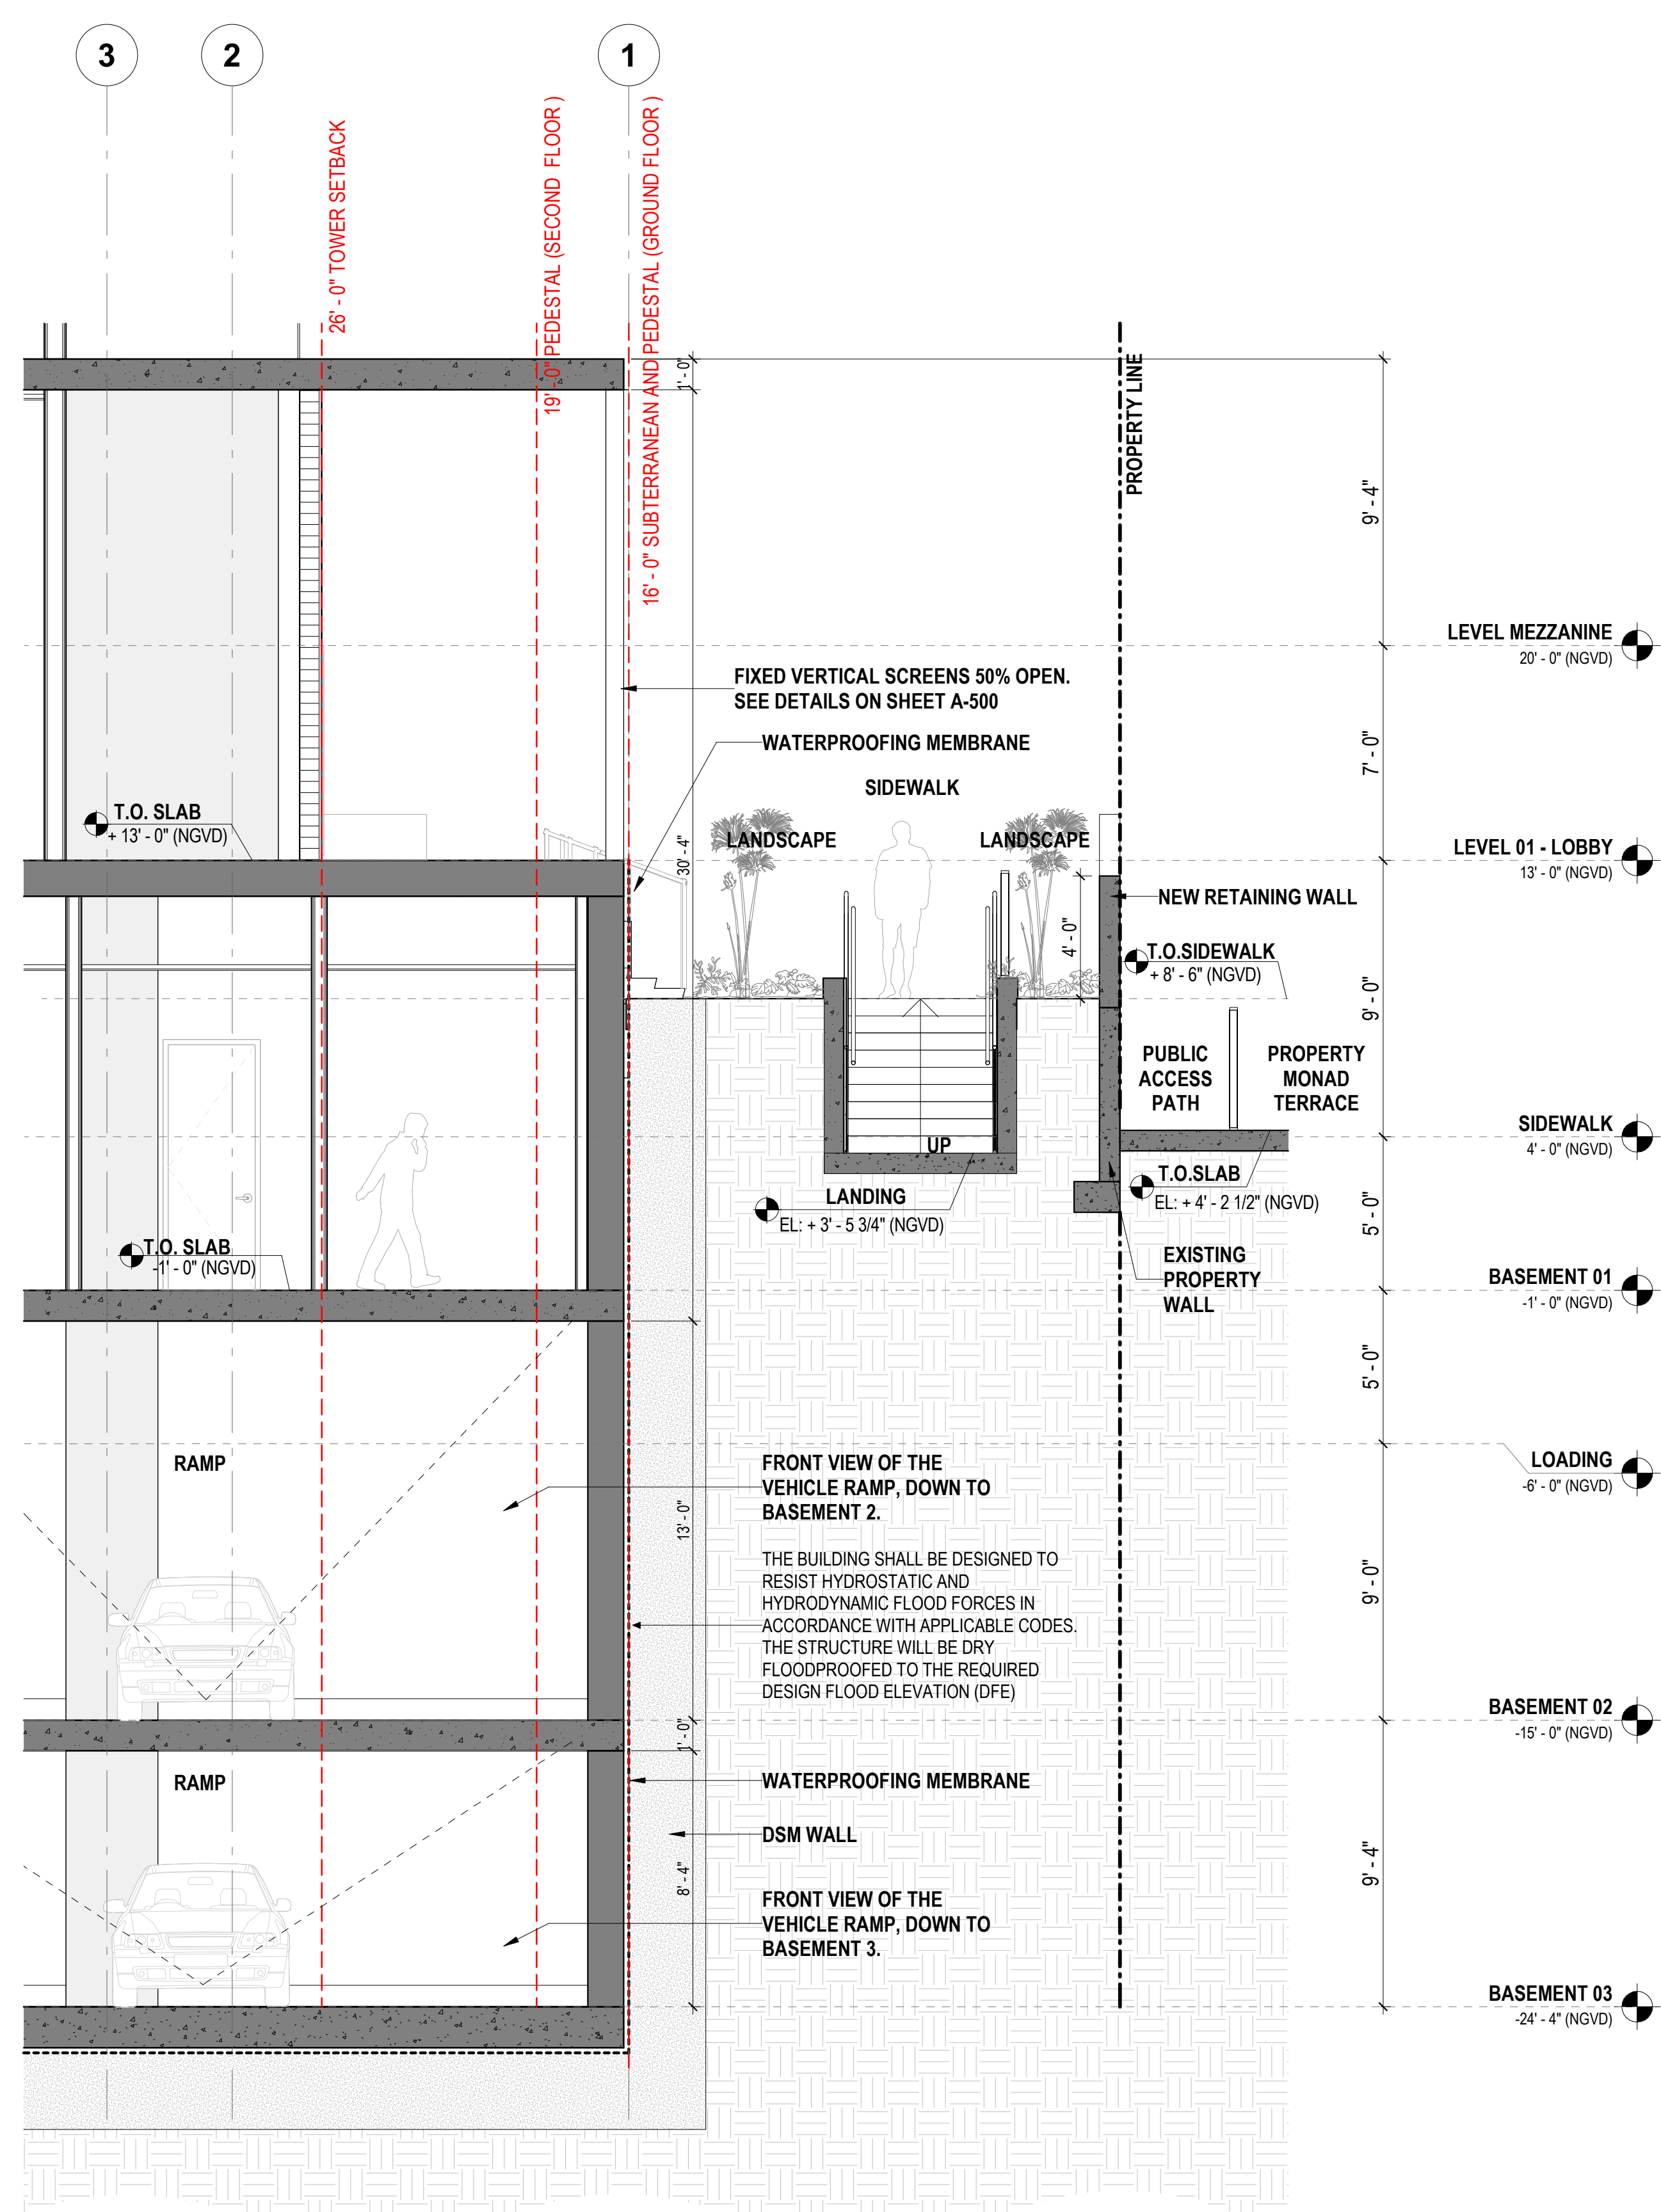 3
2
1
26' - 0" TOWER SETBACK
19' - 0" PEDESTAL (SECOND FLOOR )
16' - 0" SUBTERRANEAN AND PEDESTAL (GROUND FLOOR )
PROPERTY LINE
1' - 0"
9' - 4"
LEVEL MEZZANINE
20' - 0" (NGVD)
FIXED VERTICAL SCREENS 50% OPEN.
SEE DETAILS ON SHEET A-500
WATERPROOFING MEMBRANE
7' - 0"
SIDEWALK
T.O. SLAB
+ 13' - 0" (NGVD)
LANDSCAPE
LANDSCAPE
30' - 4"
LEVEL 01 - LOBBY
13' - 0" (NGVD)
NEW RETAINING WALL
4' - 0"
T.O.SIDEWALK
+ 8' - 6" (NGVD)
9' - 0"
PUBLIC
ACCESS
PATH
PROPERTY
MONAD
TERRACE
SIDEWALK
4' - 0" (NGVD)
UP
T.O.SLAB
EL: + 4' - 2 1/2" (NGVD)
LANDING
EL: + 3' - 5 3/4" (NGVD)
5' - 0"
T.O. SLAB
-1' - 0" (NGVD)
EXISTING
PROPERTY
WALL
BASEMENT 01
-1' - 0" (NGVD)
5' - 0"
RAMP
FRONT VIEW OF THE
VEHICLE RAMP, DOWN TO
BASEMENT 2.
LOADING
-6' - 0" (NGVD)
13' - 0"
THE BUILDING SHALL BE DESIGNED TO
RESIST HYDROSTATIC AND
HYDRODYNAMIC FLOOD FORCES IN
ACCORDANCE WITH APPLICABLE CODES.
THE STRUCTURE WILL BE DRY
FLOODPROOFED TO THE REQUIRED
DESIGN FLOOD ELEVATION (DFE)
9' - 0"
BASEMENT 02
-15' - 0" (NGVD)
1' - 0"
RAMP
WATERPROOFING MEMBRANE
DSM WALL
8' - 4"
9' - 4"
FRONT VIEW OF THE
VEHICLE RAMP, DOWN TO
BASEMENT 3.
BASEMENT 03
-24' - 4" (NGVD)